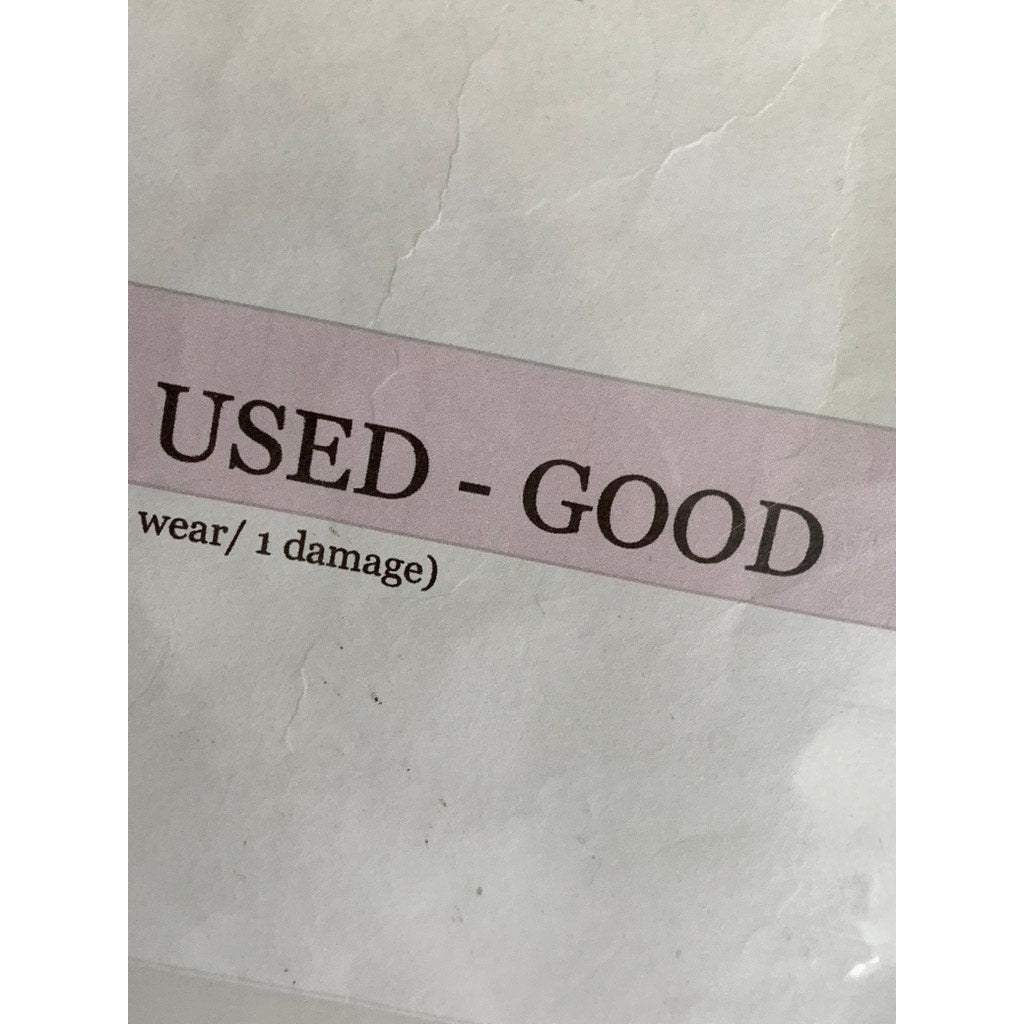 USED - GOOD
wear/ 1 damage)